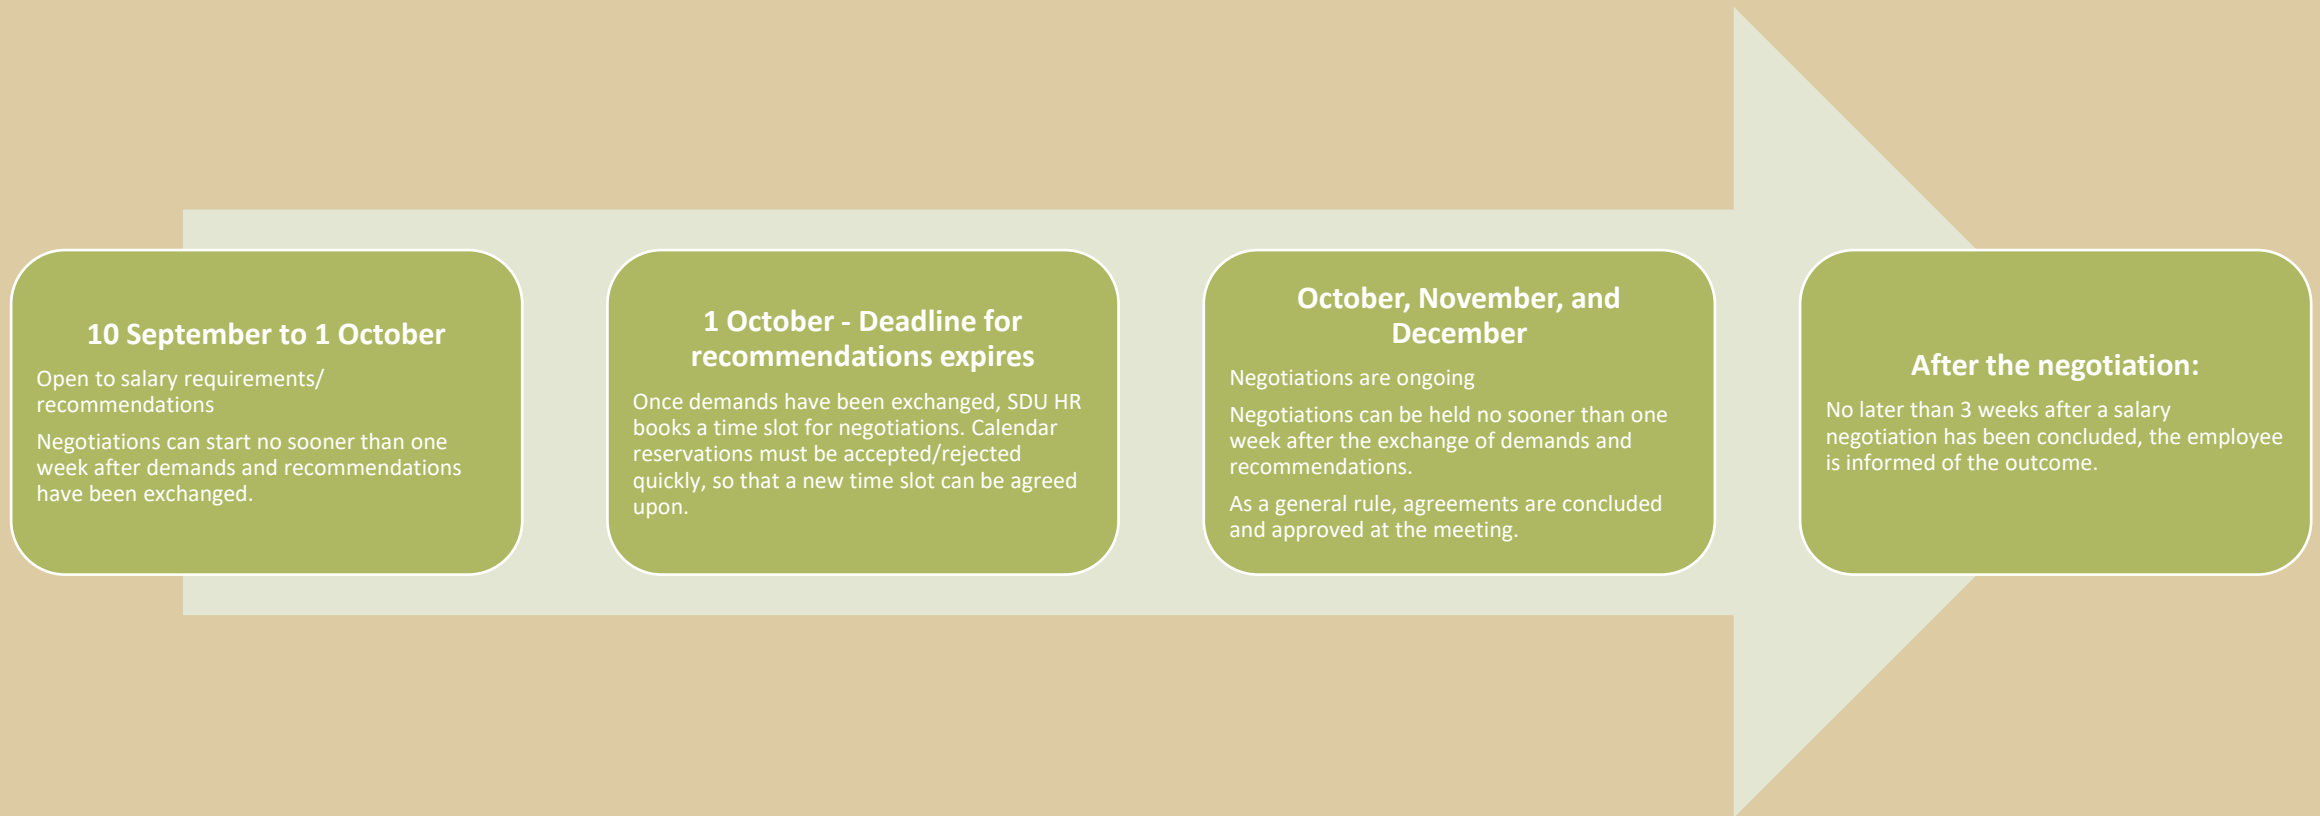 10 September to 1 October
Open to salary requirements/
recommendations
Negotiations can start no sooner than one
week after demands and recommendations
have been exchanged.
1 October - Deadline for
recommendations expires
Once demands have been exchanged, SDU HR
books a time slot for negotiations. Calendar
reservations must be accepted/rejected
quickly, so that a new time slot can be agreed
upon.
October, November, and
December
Negotiations are ongoing
Negotiations can be held no sooner than one
week after the exchange of demands and
recommendations.
As a general rule, agreements are concluded
and approved at the meeting.
After the negotiation:
No later than 3 weeks after a salary
negotiation has been concluded, the employee
is informed of the outcome.